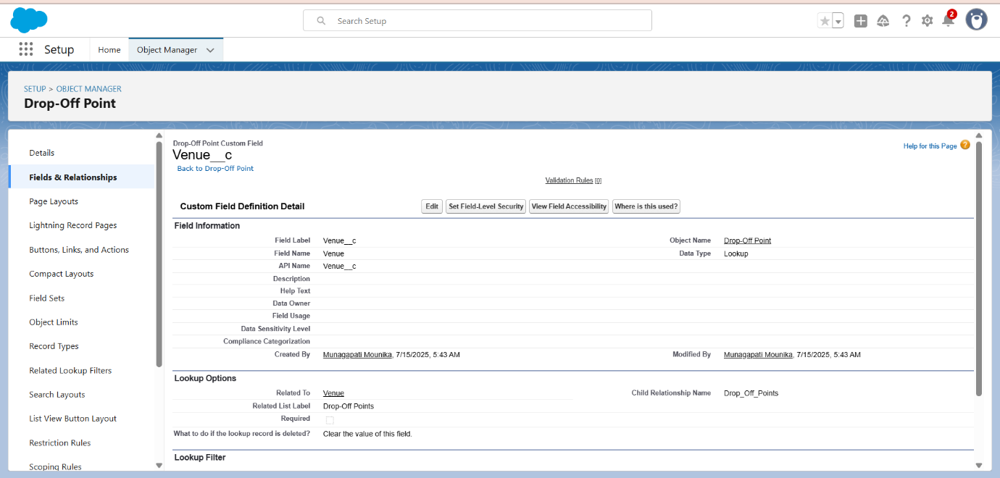 Search Setup
2
Setup
Home
Object Manager
SETUP > OBJECT MANAGER
Drop-Off Point
Details
Fields & Relationships
Page Layouts
Lightning Record Pages
Buttons, Links, and Actions
Compact Layouts
Field Sets
Object Limits
Record Types
Related Lookup Filters
Search Layouts
List View Button Layout
Restriction Rules
Scoping Rules
Drop-Off Point Custom Field
Venue__c
Back to Drop-Off Point
Help for this Page ?
Validation Rules [0]
Custom Field Definition Detail
Edit
Set Field-Level Security
View Field Accessibility
Where is this used?
Field Information
Field Label Venue__c Object Name Drop-Off Point
Field Name Venue Data Type Lookup
API Name Venue__c
Description
Help Text
Data Owner
Field Usage
Data Sensitivity Level
Compliance Categorization
Created By Munagapati Mounika, 7/15/2025, 5:43 AM Modified By Munagapati Mounika, 7/15/2025, 5:43 AM
Lookup Options
Related To Venue Child Relationship Name Drop_Off_Points
Related List Label Drop-Off Points
Required
What to do if the lookup record is deleted? Clear the value of this field.
Lookup Filter